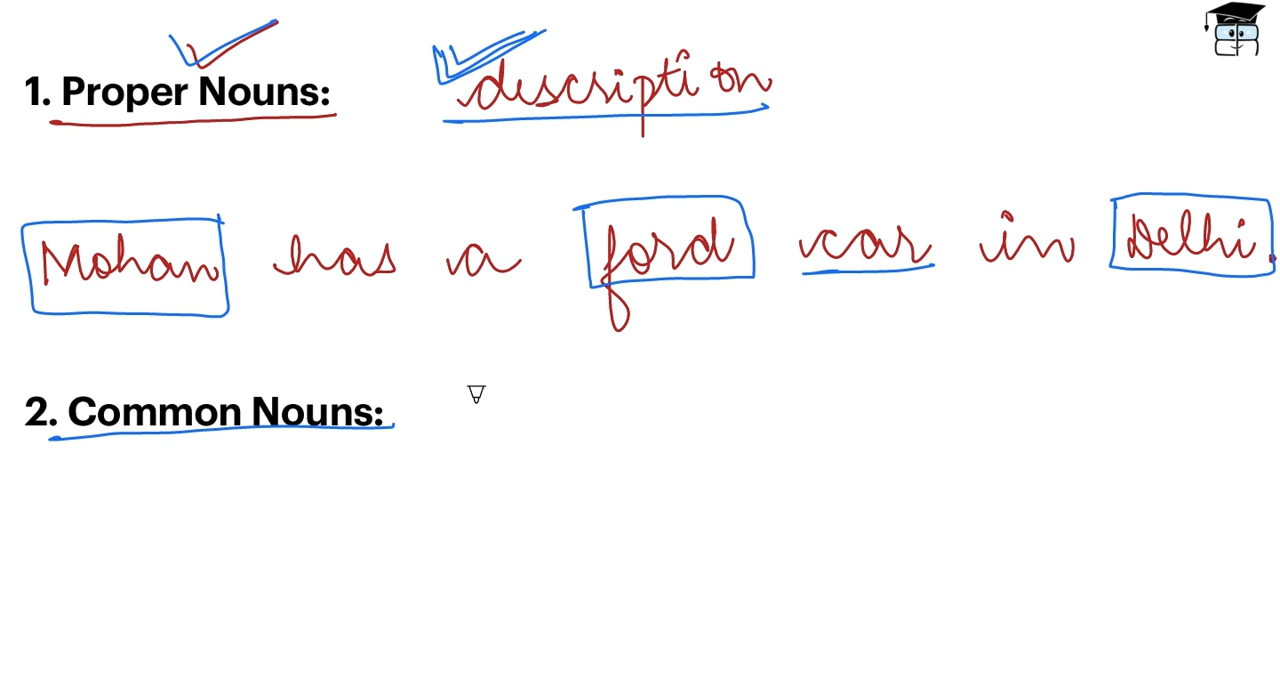 1. Proper Nouns: description
Mohan has a ford car in Delhi.
2. Common Nouns: